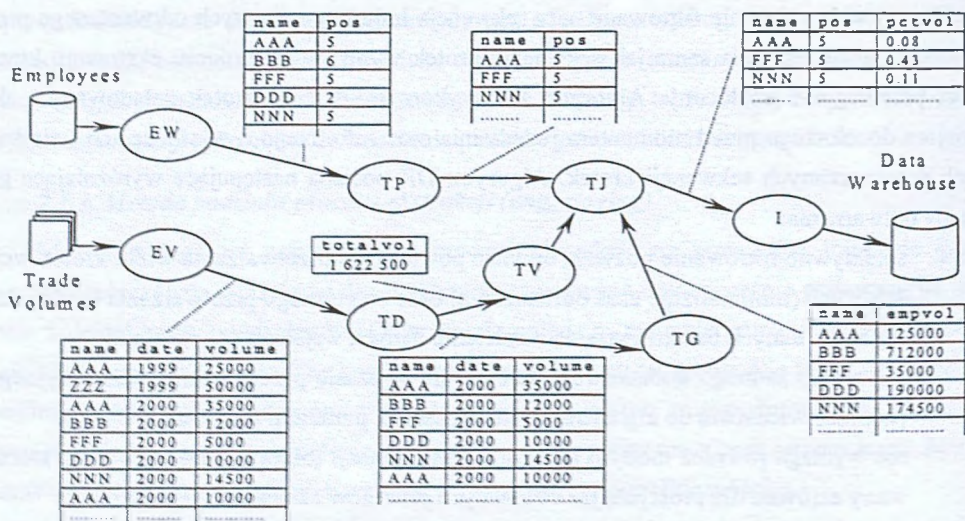 name pos
AAA 5
BBB 6
FFF 5
DDD 2
NNN 5
name pos
AAA 5
FFF 5
NNN 5
name pos pctvol
AAA 5 0.08
FFF 5 0.43
NNN 5 0.11
Employees
EW
TP
TJ
I
Data
Warehouse
EV
Trade
Volumes
totalvol
1 622 500
TV
TD
TG
name empvol
AAA 125000
BBB 712000
FFF 35000
DDD 190000
NNN 174500
name date volume
AAA 1999 25000
ZZZ 1999 50000
AAA 2000 35000
BBB 2000 12000
FFF 2000 5000
DDD 2000 10000
NNN 2000 14500
AAA 2000 10000
name date volume
AAA 2000 35000
BBB 2000 12000
FFF 2000 5000
DDD 2000 10000
NNN 2000 14500
AAA 2000 10000